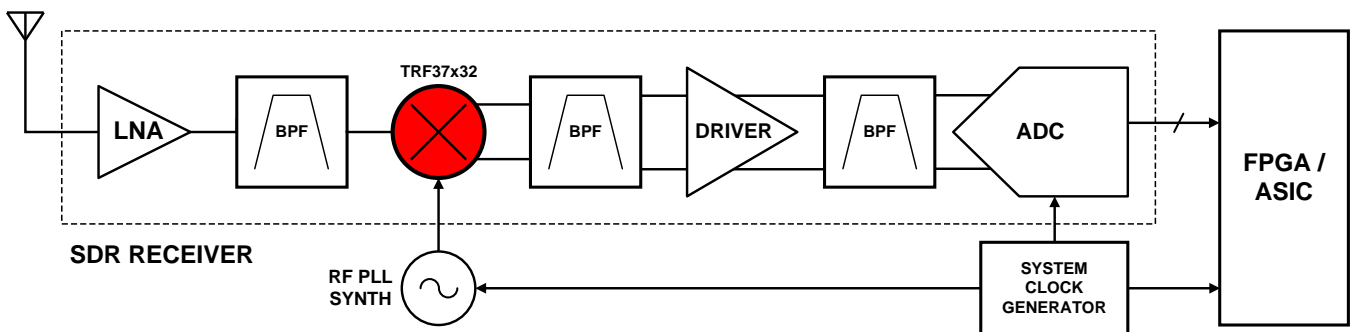 TRF37x32
LNA
BPF
BPF
DRIVER
BPF
ADC
FPGA /
ASIC
SDR RECEIVER
RF PLL
SYNTH
SYSTEM
CLOCK
GENERATOR